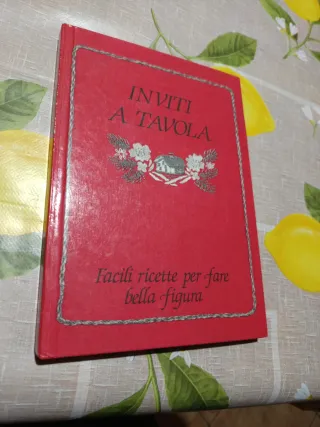 INVITI
A TAVOLA
Facili ricette per fare
bella figura